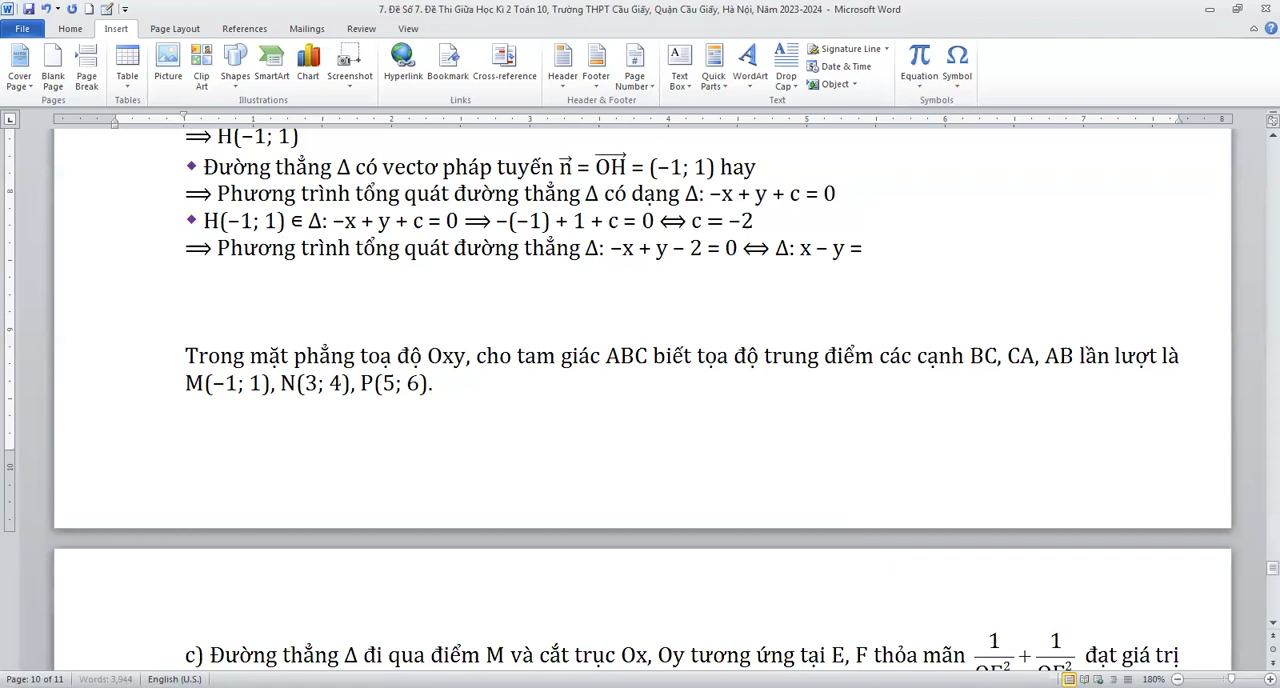 7. Đề Số 7. Đề Thi Giữa Học Kì 2 Toán 10, Trường THPT Cầu Giấy, Quận Cầu Giấy, Hà Nội, Năm 2023-2024 - Microsoft Word
File Home Insert Page Layout References Mailings Review View
Cover Page Blank Page Page Break Table Picture Clip Art Shapes SmartArt Chart Screenshot Hyperlink Bookmark Cross-reference Header Footer Page Number Text Box Quick Parts WordArt Drop Cap Signature Line Date & Time Object Equation Symbol
Pages Tables Illustrations Links Header & Footer Text Symbols
1 2 3 4 5 6 7 8
⟹ H(−1; 1)
◆ Đường thẳng Δ có vectơ pháp tuyến n⃗ = OH⃗ = (−1; 1) hay
⟹ Phương trình tổng quát đường thẳng Δ có dạng Δ: −x + y + c = 0
◆ H(−1; 1) ∈ Δ: −x + y + c = 0 ⟹ −(−1) + 1 + c = 0 ⟺ c = −2
⟹ Phương trình tổng quát đường thẳng Δ: −x + y − 2 = 0 ⟺ Δ: x − y =
Trong mặt phẳng toạ độ Oxy, cho tam giác ABC biết tọa độ trung điểm các cạnh BC, CA, AB lần lượt là
M(−1; 1), N(3; 4), P(5; 6).
c) Đường thẳng Δ đi qua điểm M và cắt trục Ox, Oy tương ứng tại E, F thỏa mãn 1/OE² + 1/OF² đạt giá trị
Page: 10 of 11 Words: 3,944 English (U.S.) 180%